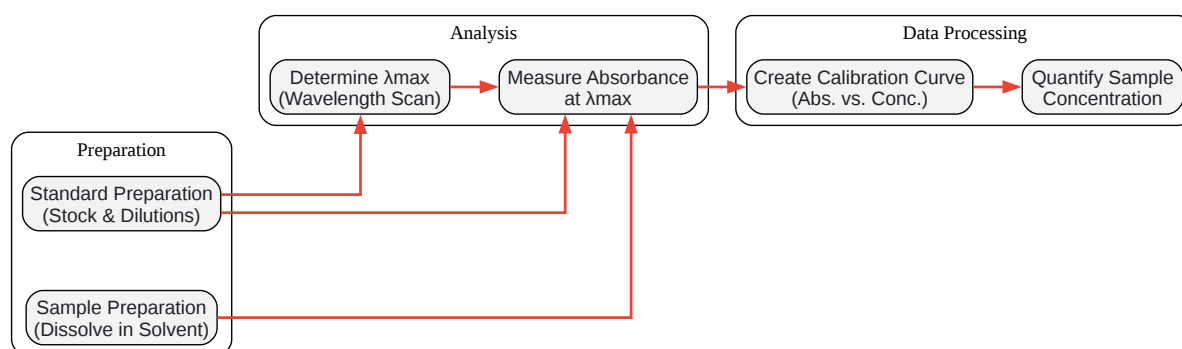 Analysis
Determine λmax
(Wavelength Scan)
Measure Absorbance
at λmax
Data Processing
Create Calibration Curve
(Abs. vs. Conc.)
Quantify Sample
Concentration
Preparation
Standard Preparation
(Stock & Dilutions)
Sample Preparation
(Dissolve in Solvent)